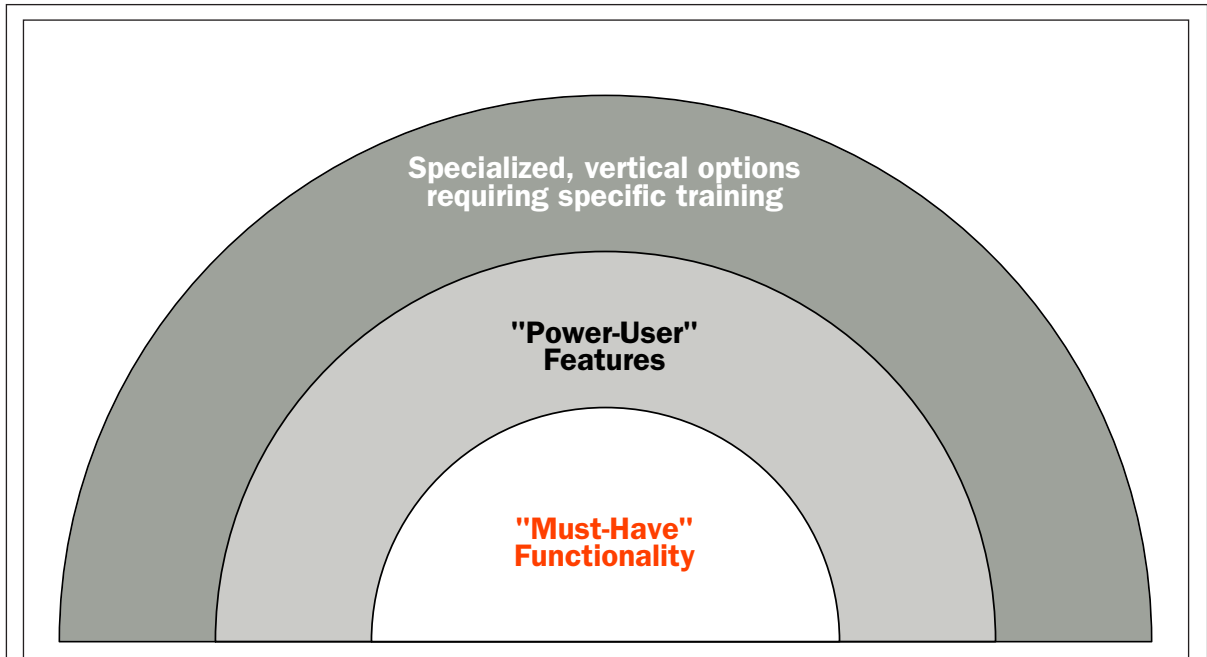 Specialized, vertical options
requiring specific training
"Power-User"
Features
"Must-Have"
Functionality